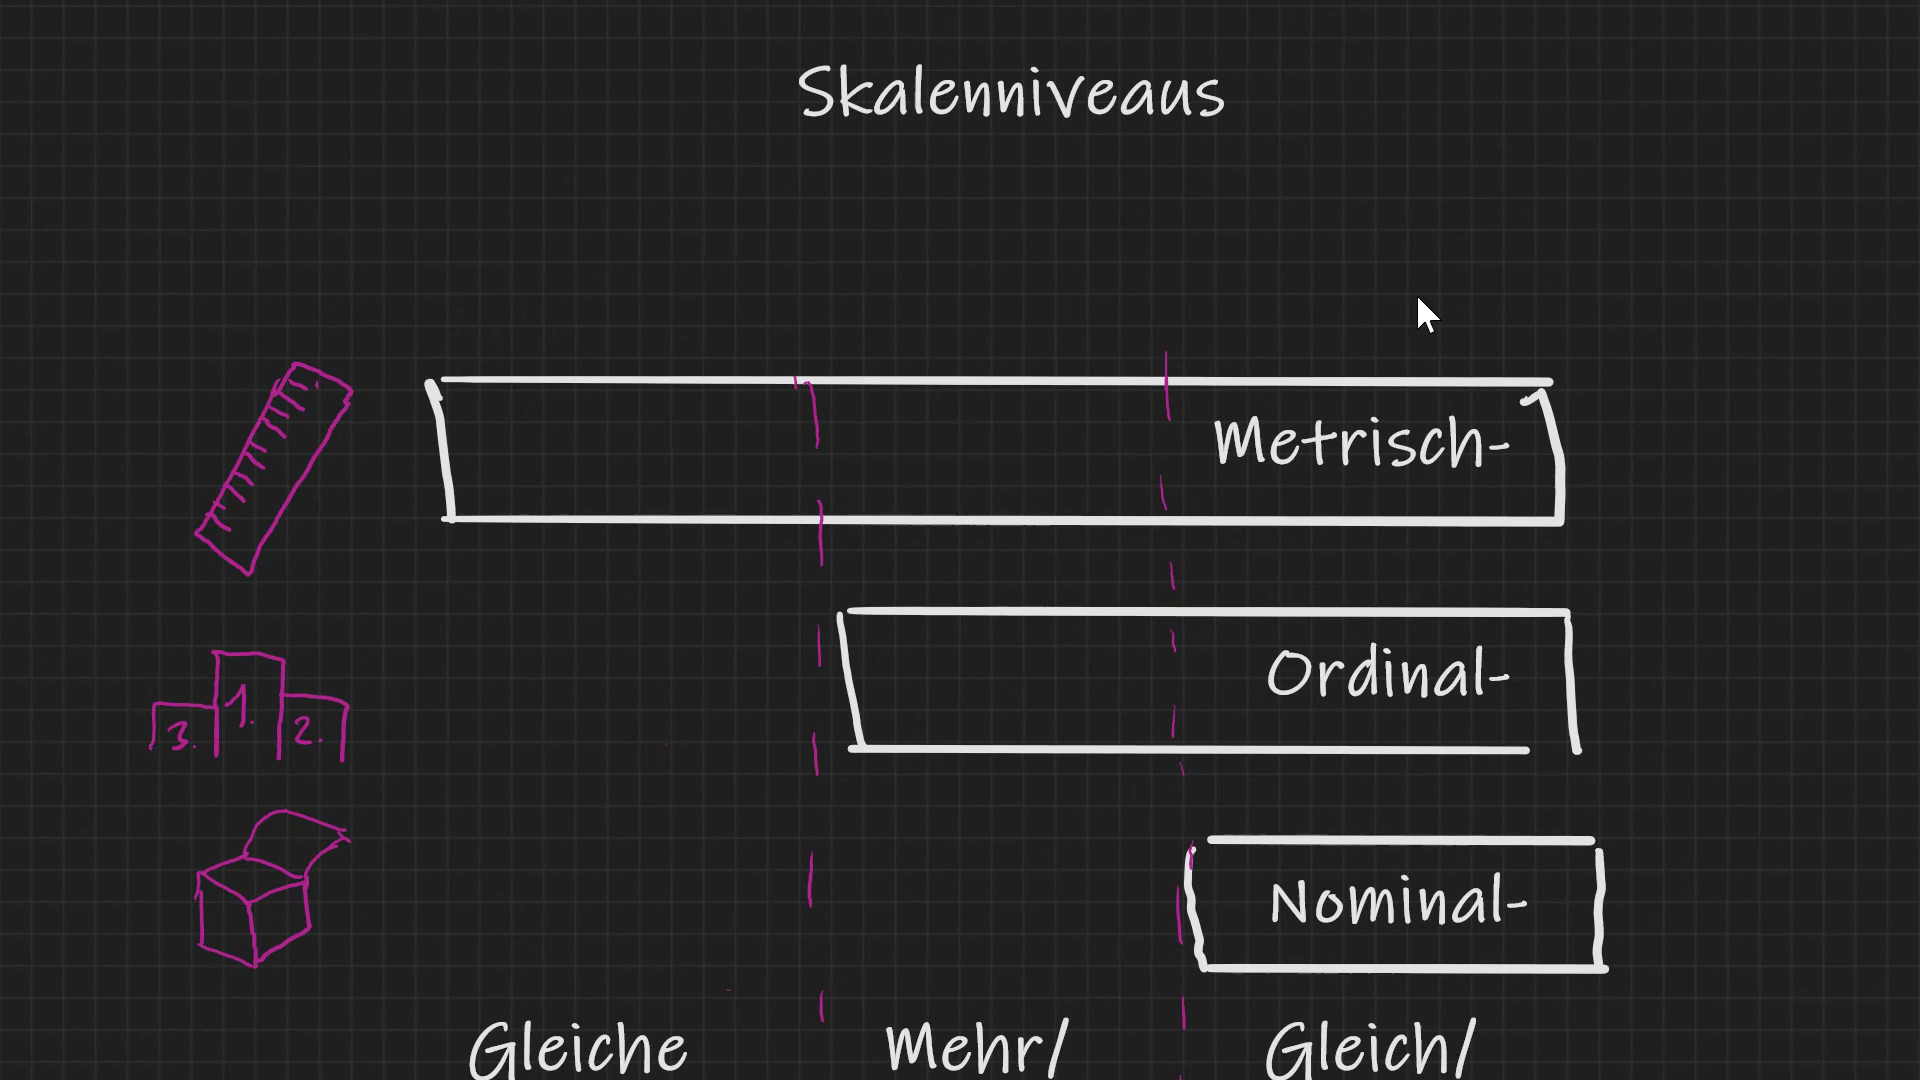 Skalenniveaus
Metrisch-
Ordinal-
3. 1. 2.
Nominal-
Gleiche Mehr/ Gleich/